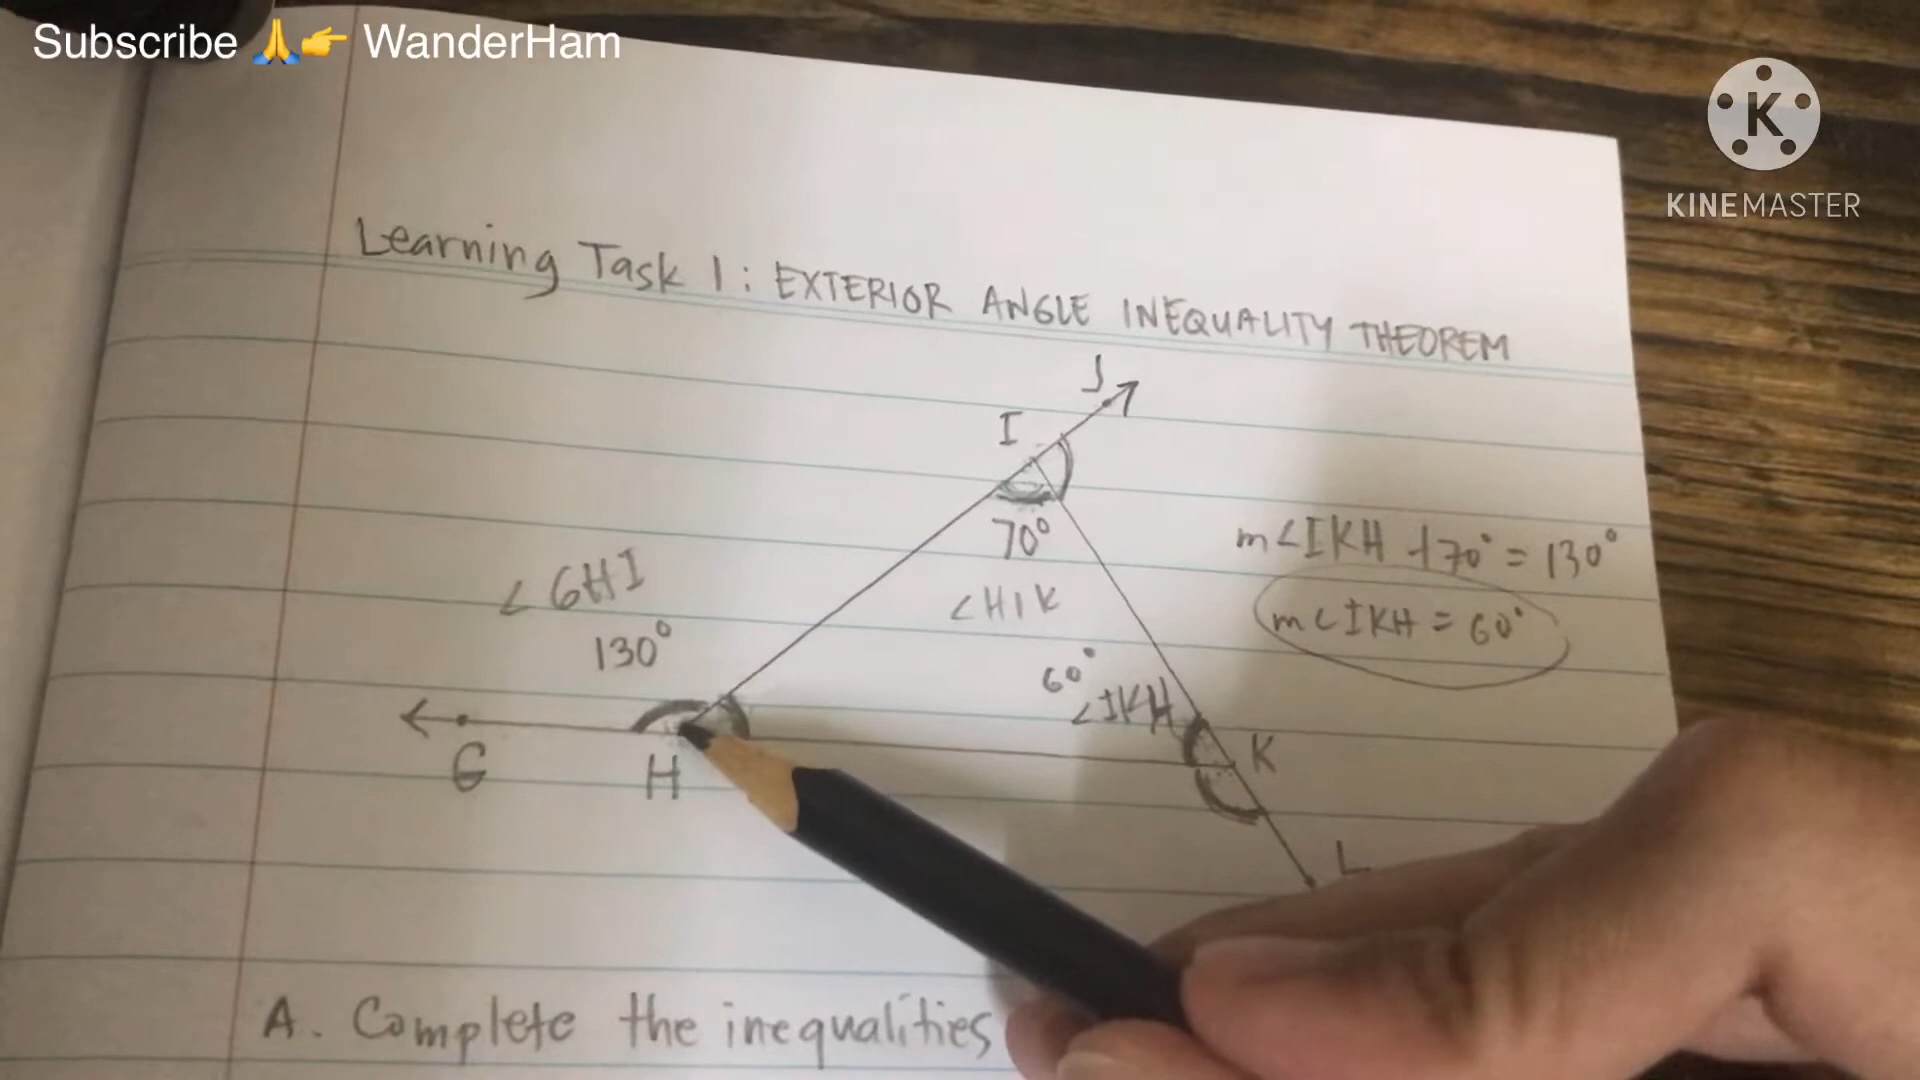 Subscribe 🙏👉 WanderHam
K
KINEMASTER
Learning Task 1: EXTERIOR ANGLE INEQUALITY THEOREM
J
I
70°
m∠IKH + 70° = 130°
∠GHI
∠HIK
m∠IKH = 60°
130°
60°
∠IKH
G
H
K
L
A. Complete the inequalities